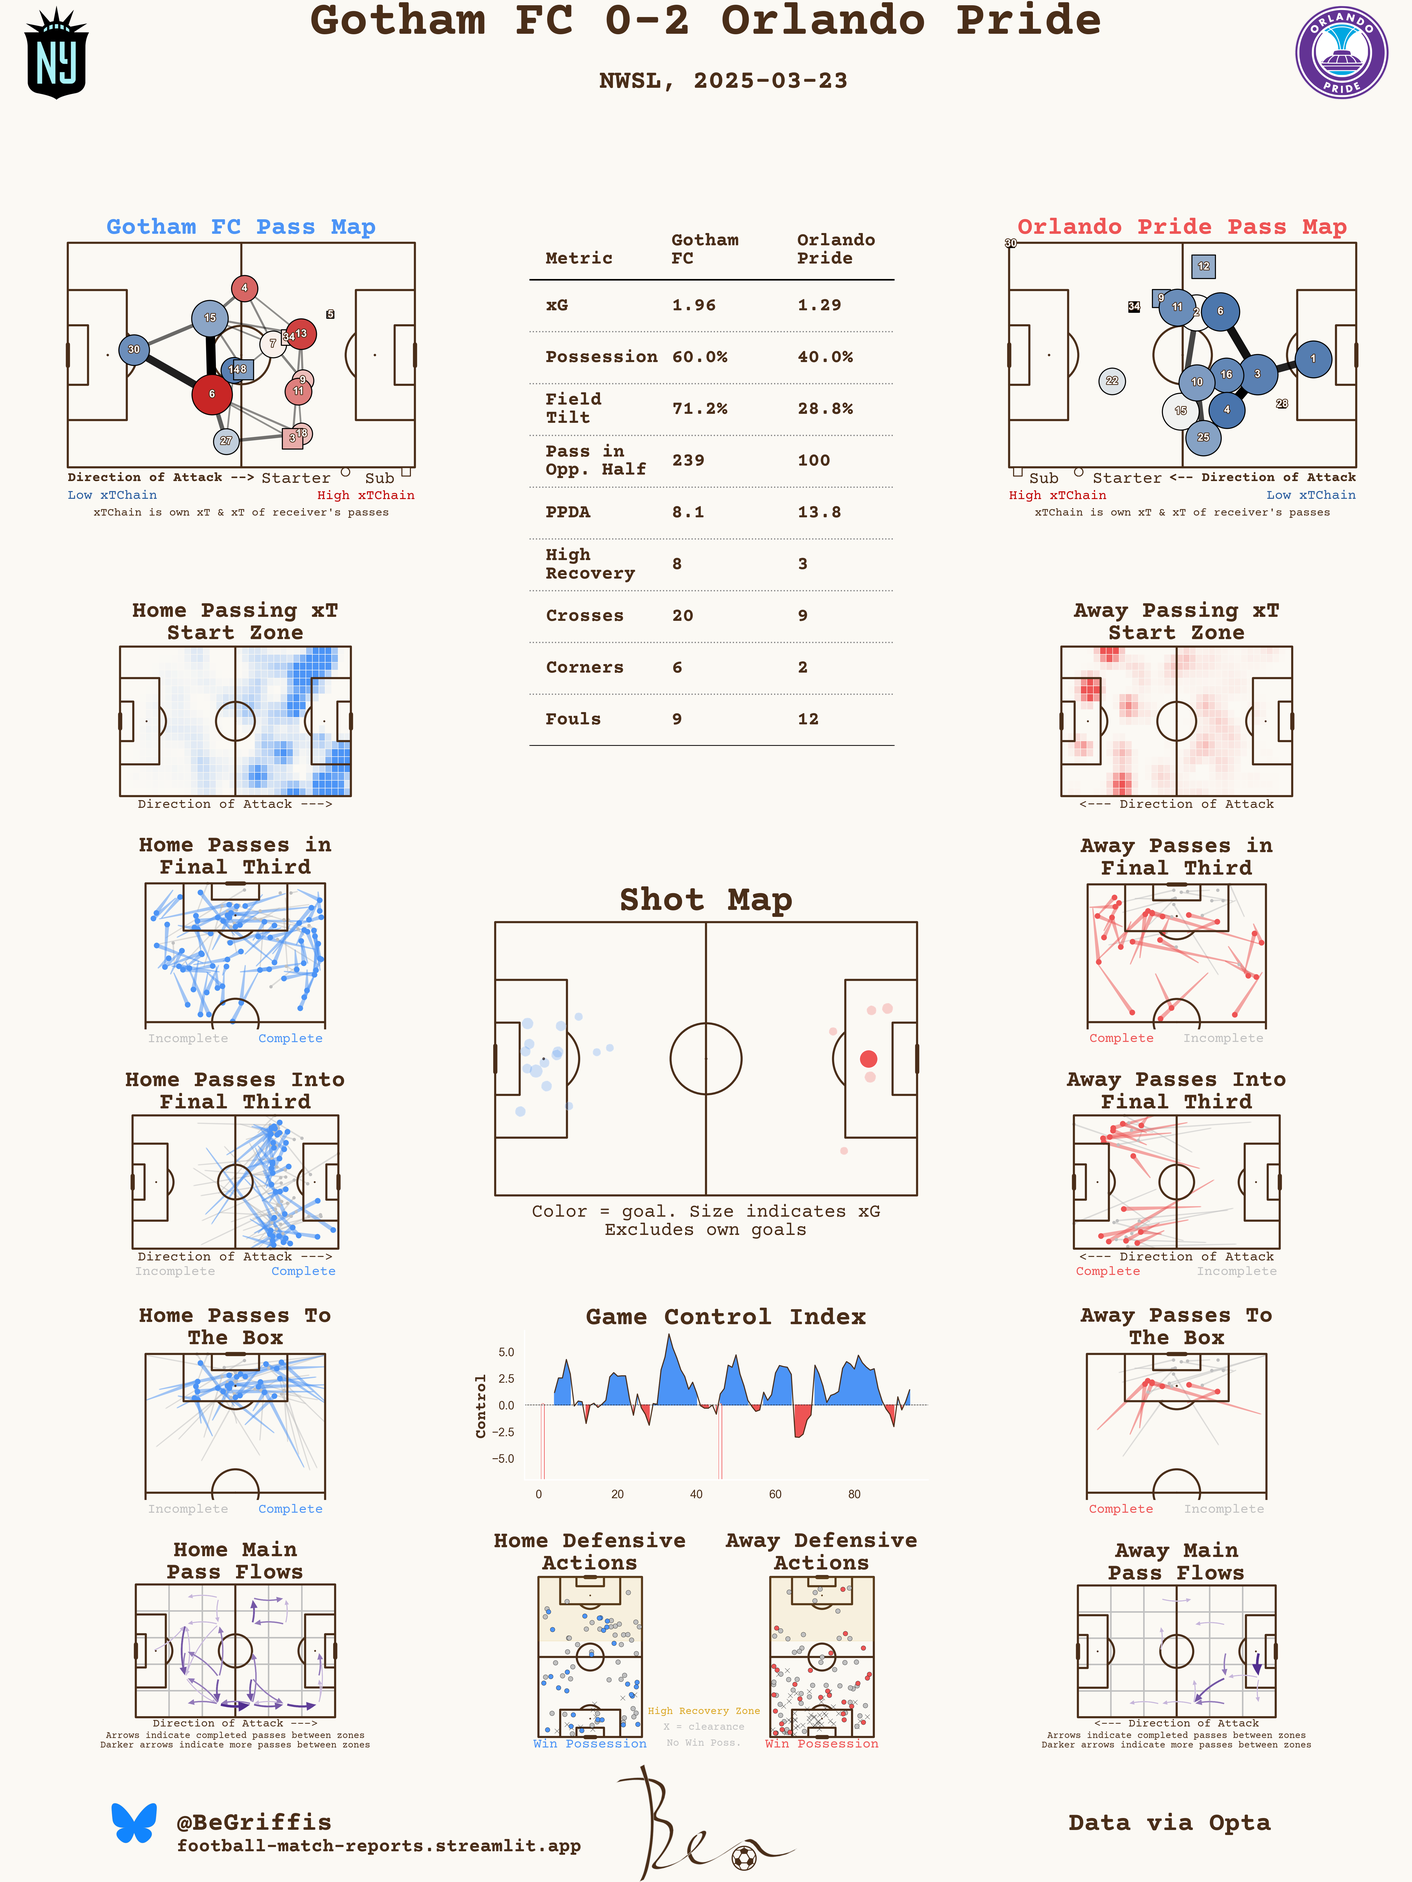 Gotham FC 0-2 Orlando Pride
NWSL, 2025-03-23
NY
ORLANDO
PRIDE
Gotham FC Pass Map
4
5
15
7
34
13
30
14
8
9
11
6
27
3
18
Direction of Attack --> Starter Sub
Low xTChain High xTChain
xTChain is own xT & xT of receiver's passes
Metric Gotham FC Orlando Pride
xG 1.96 1.29
Possession 60.0% 40.0%
Field Tilt 71.2% 28.8%
Pass in Opp. Half 239 100
PPDA 8.1 13.8
High Recovery 8 3
Crosses 20 9
Corners 6 2
Fouls 9 12
Orlando Pride Pass Map
30
12
9
34
11
2
6
1
22
10
16
3
15
4
28
25
Sub Starter <-- Direction of Attack
High xTChain Low xTChain
xTChain is own xT & xT of receiver's passes
Home Passing xT
Start Zone
Direction of Attack --->
Away Passing xT
Start Zone
<--- Direction of Attack
Home Passes in
Final Third
Incomplete Complete
Away Passes in
Final Third
Complete Incomplete
Shot Map
Color = goal. Size indicates xG
Excludes own goals
Home Passes Into
Final Third
Direction of Attack --->
Incomplete Complete
Away Passes Into
Final Third
<--- Direction of Attack
Complete Incomplete
Home Passes To
The Box
Incomplete Complete
Game Control Index
Control
5.0
2.5
0.0
−2.5
−5.0
0 20 40 60 80
Away Passes To
The Box
Complete Incomplete
Home Main
Pass Flows
Direction of Attack --->
Arrows indicate completed passes between zones
Darker arrows indicate more passes between zones
Home Defensive
Actions
Win Possession
High Recovery Zone
X = clearance
No Win Poss.
Away Defensive
Actions
Win Possession
Away Main
Pass Flows
<--- Direction of Attack
Arrows indicate completed passes between zones
Darker arrows indicate more passes between zones
@BeGriffis
football-match-reports.streamlit.app
Ben
Data via Opta